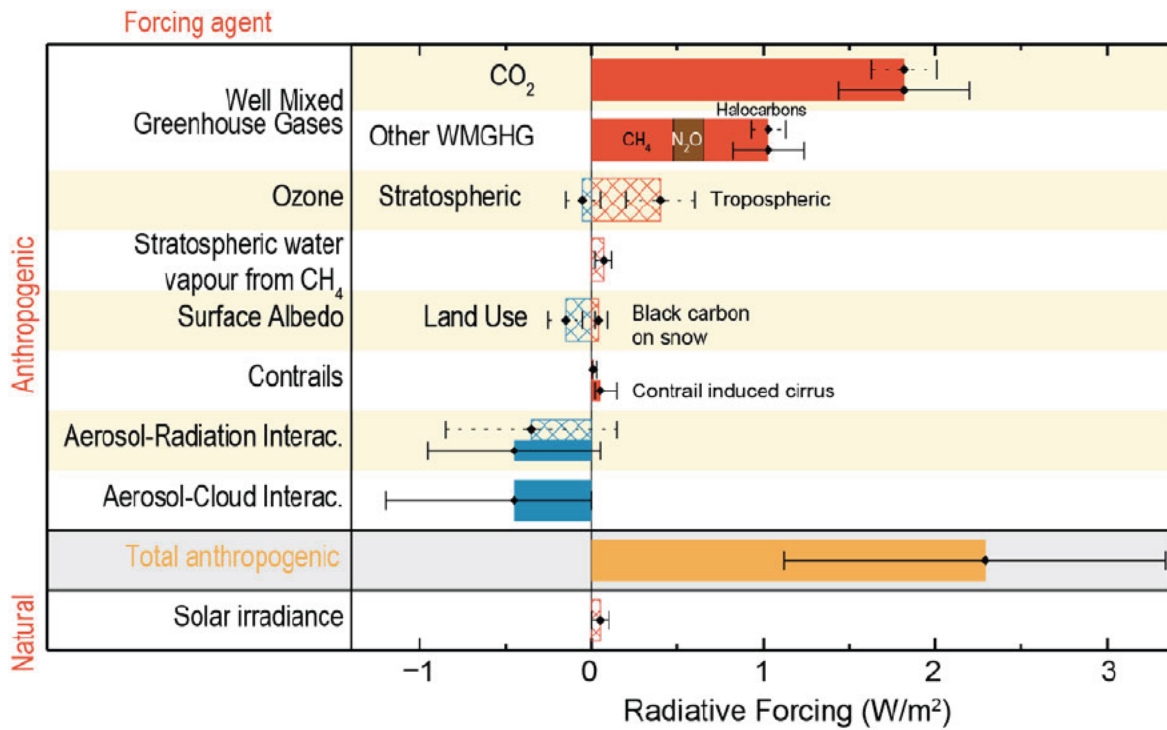 Forcing agent
Anthropogenic
Natural
Well Mixed
Greenhouse Gases
CO₂
Other WMGHG
CH₄
N₂O
Halocarbons
Ozone
Stratospheric
Tropospheric
Stratospheric water
vapour from CH₄
Surface Albedo
Land Use
Black carbon
on snow
Contrails
Contrail induced cirrus
Aerosol-Radiation Interac.
Aerosol-Cloud Interac.
Total anthropogenic
Solar irradiance
−1 0 1 2 3
Radiative Forcing (W/m²)